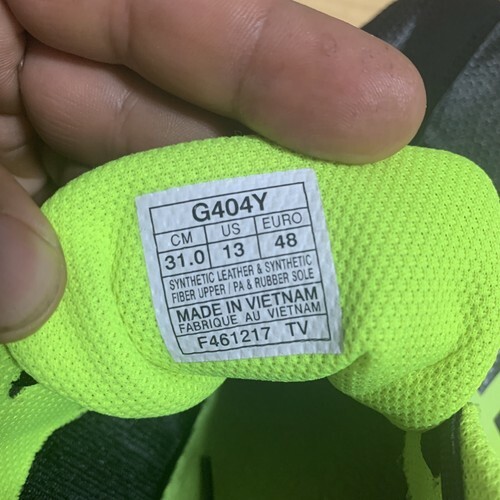 G404Y
CM US EURO
31.0 13 48
SYNTHETIC LEATHER & SYNTHETIC
FIBER UPPER / PA & RUBBER SOLE
MADE IN VIETNAM
FABRIQUE AU VIETNAM
F461217 TV